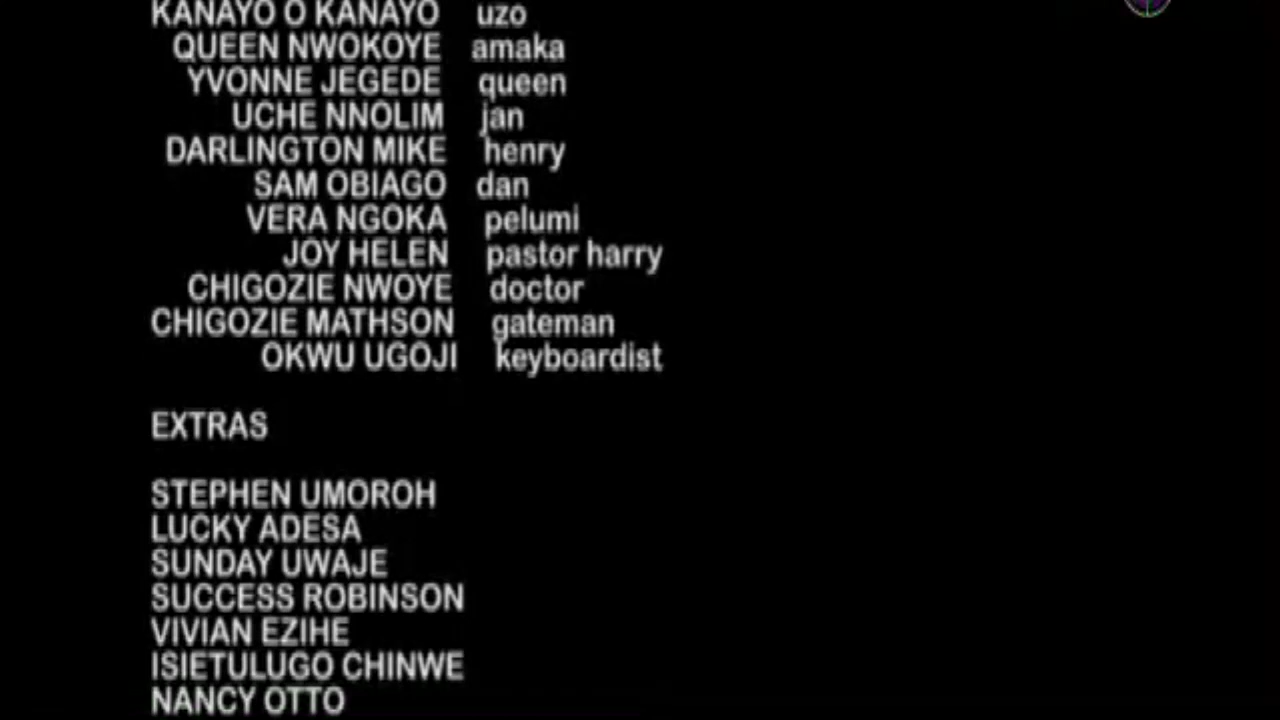 KANAYO O KANAYO uzo
QUEEN NWOKOYE amaka
YVONNE JEGEDE queen
UCHE NNOLIM jan
DARLINGTON MIKE henry
SAM OBIAGO dan
VERA NGOKA pelumi
JOY HELEN pastor harry
CHIGOZIE NWOYE doctor
CHIGOZIE MATHSON gateman
OKWU UGOJI keyboardist
EXTRAS
STEPHEN UMOROH
LUCKY ADESA
SUNDAY UWAJE
SUCCESS ROBINSON
VIVIAN EZIHE
ISIETULUGO CHINWE
NANCY OTTO